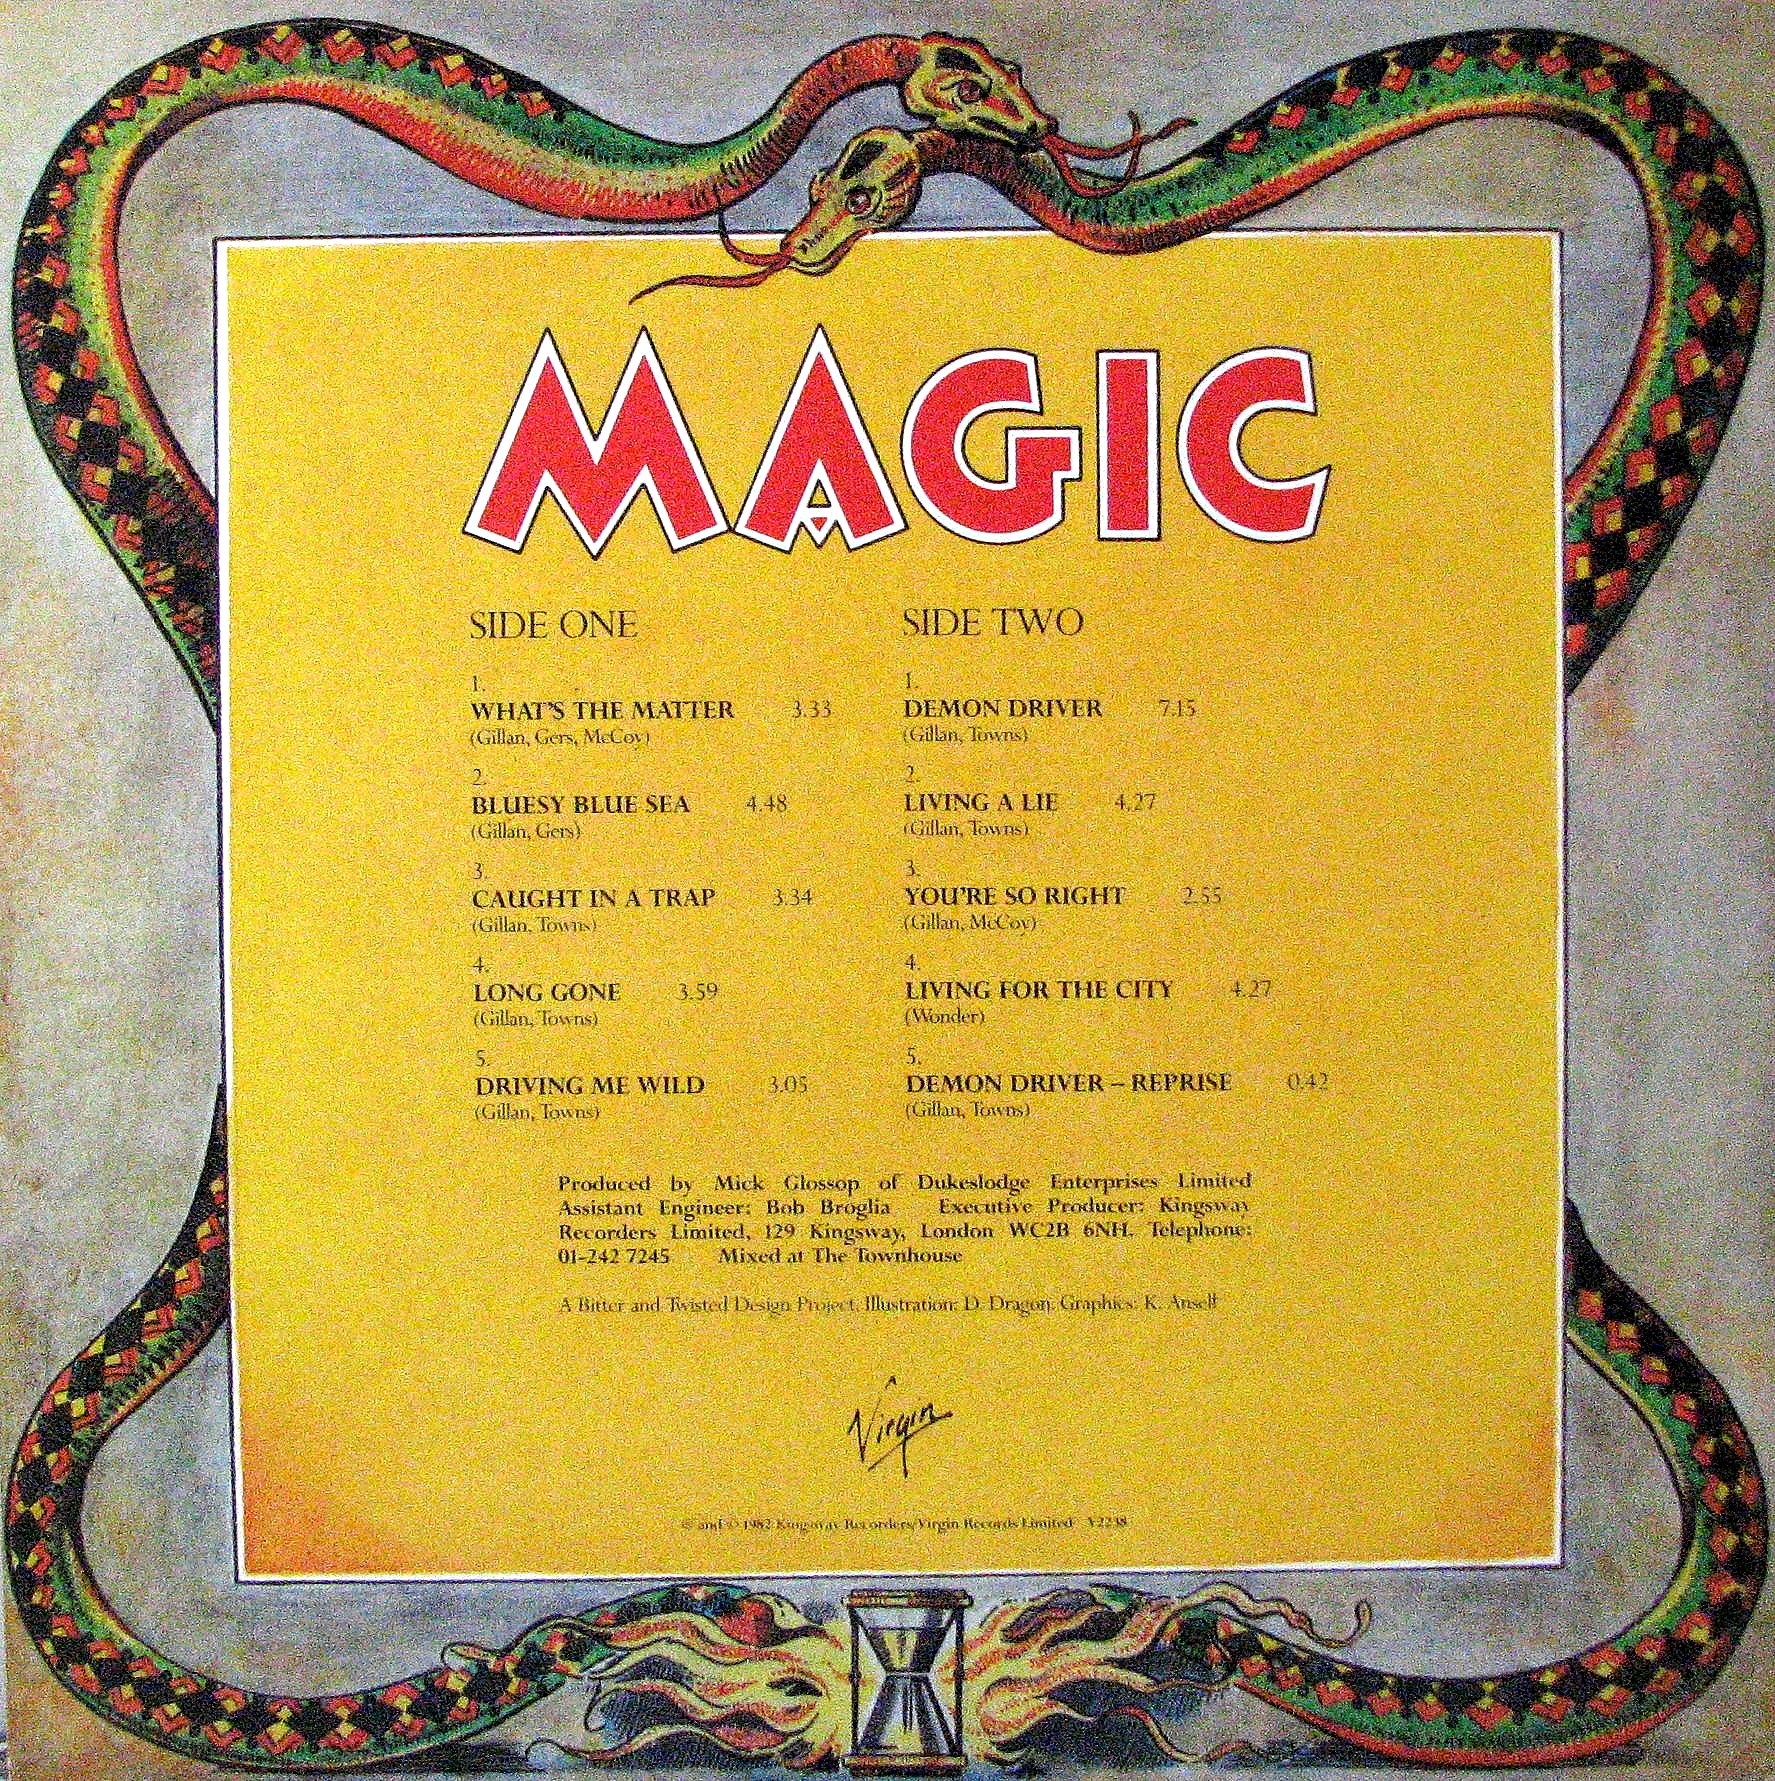 MAGIC
SIDE ONE
1.
WHAT'S THE MATTER 3.33
(Gillan, Gers, McCoy)
2.
BLUESY BLUE SEA 4.48
(Gillan, Gers)
3.
CAUGHT IN A TRAP 3.34
(Gillan, Towns)
4.
LONG GONE 3.59
(Gillan, Towns)
5.
DRIVING ME WILD 3.05
(Gillan, Towns)
SIDE TWO
1.
DEMON DRIVER 7.15
(Gillan, Towns)
2.
LIVING A LIE 4.27
(Gillan, Towns)
3.
YOU'RE SO RIGHT 2.55
(Gillan, McCoy)
4.
LIVING FOR THE CITY 4.27
(Wonder)
5.
DEMON DRIVER – REPRISE 0.42
(Gillan, Towns)
Produced by Mick Glossop of Dukeslodge Enterprises Limited
Assistant Engineer: Bob Broglia Executive Producer: Kingsway
Recorders Limited, 129 Kingsway, London WC2B 6NH. Telephone:
01-242 7245 Mixed at The Townhouse
A Bitter and Twisted Design Project. Illustration: D. Dragon. Graphics: K. Ansell
Virgin
℗ and © 1982 Kingsway Recorders/Virgin Records Limited V2238